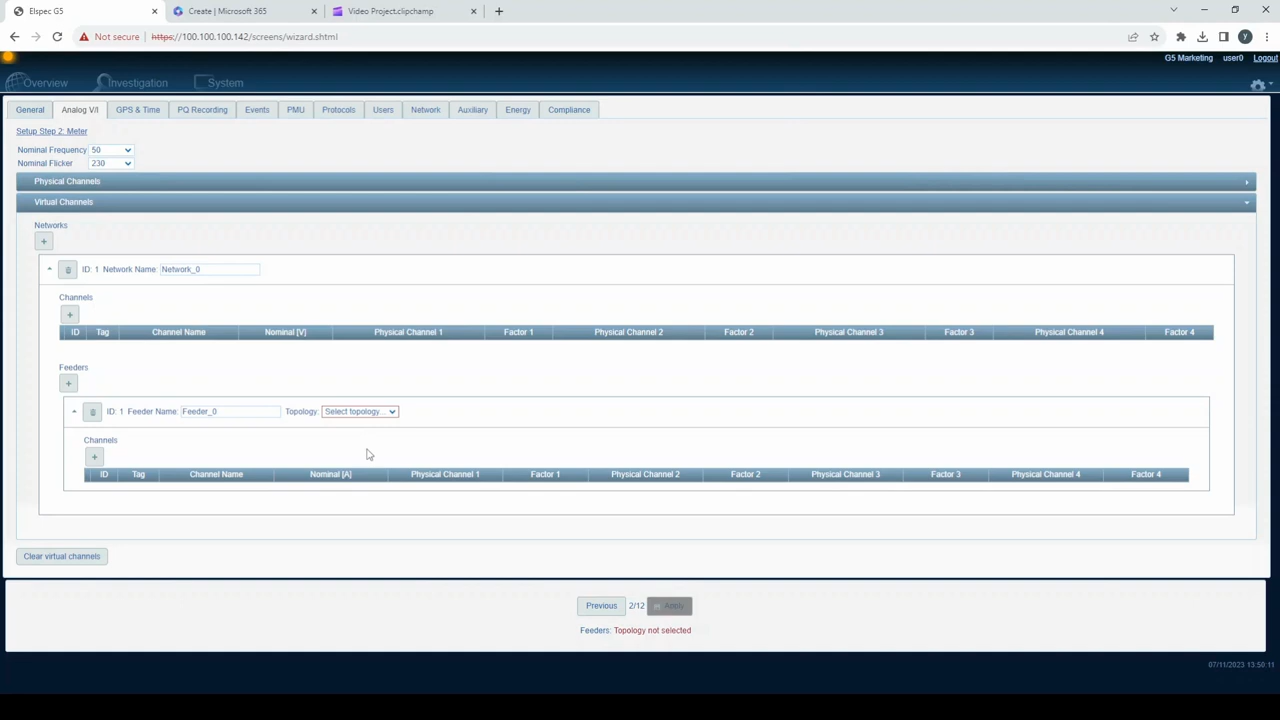 Elspec G5
Create | Microsoft 365
Video Project.clipchamp
Not secure
https://100.100.100.142/screens/wizard.shtml
G5 Marketing user0 Logout
Overview Investigation System
General Analog V/I GPS & Time PQ Recording Events PMU Protocols Users Network Auxiliary Energy Compliance
Setup Step 2: Meter
Nominal Frequency 50
Nominal Flicker 230
Physical Channels
Virtual Channels
Networks
+
ID: 1 Network Name: Network_0
Channels
+
ID Tag Channel Name Nominal [V] Physical Channel 1 Factor 1 Physical Channel 2 Factor 2 Physical Channel 3 Factor 3 Physical Channel 4 Factor 4
Feeders
+
ID: 1 Feeder Name: Feeder_0 Topology: Select topology...
Channels
+
ID Tag Channel Name Nominal [A] Physical Channel 1 Factor 1 Physical Channel 2 Factor 2 Physical Channel 3 Factor 3 Physical Channel 4 Factor 4
Clear virtual channels
Previous 2/12 Apply
Feeders: Topology not selected
07/11/2023 13:50:11